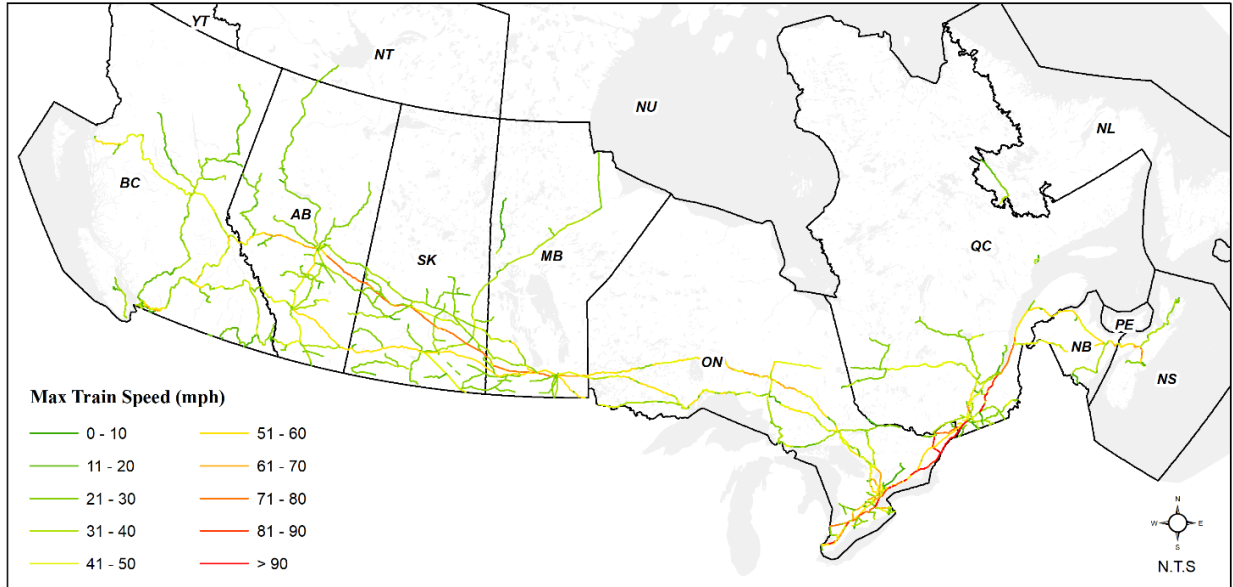 YT
NT
NU
NL
BC
AB
SK
MB
QC
ON
PE
NB
NS
Max Train Speed (mph)
0 - 10
51 - 60
11 - 20
61 - 70
21 - 30
71 - 80
31 - 40
81 - 90
41 - 50
> 90
N
W
E
S
N.T.S